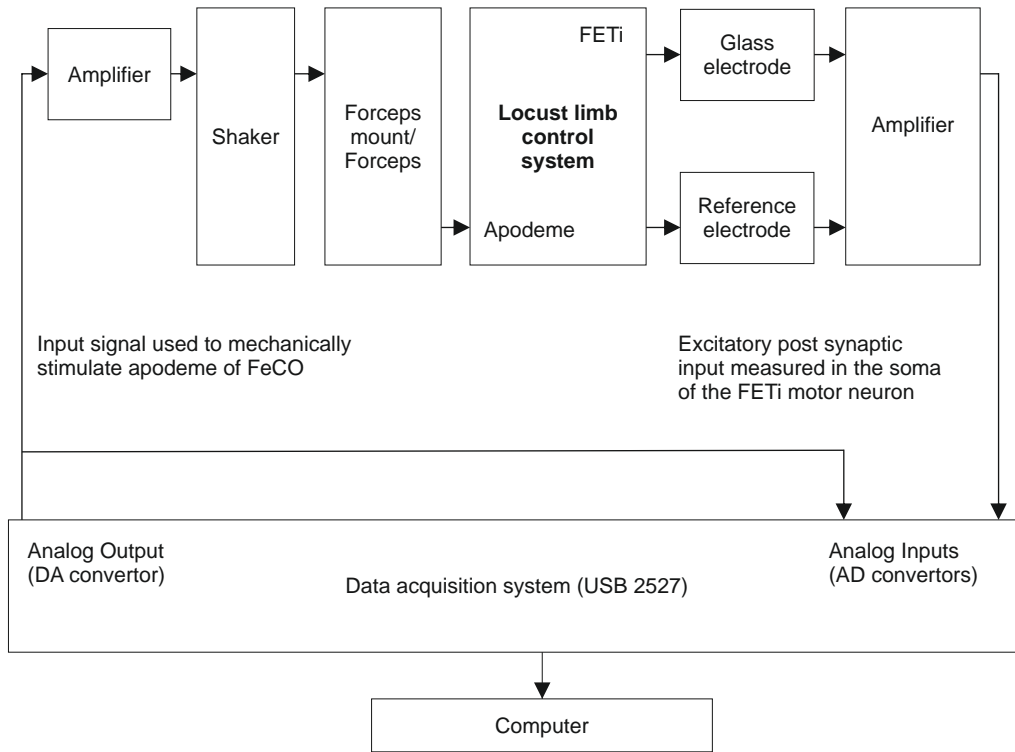 FETi
Amplifier
Shaker
Forceps
mount/
Forceps
Locust limb
control
system
Apodeme
Glass
electrode
Reference
electrode
Amplifier
Input signal used to mechanically
stimulate apodeme of FeCO
Excitatory post synaptic
input measured in the soma
of the FETi motor neuron
Analog Output
(DA convertor)
Data acquisition system (USB 2527)
Analog Inputs
(AD convertors)
Computer